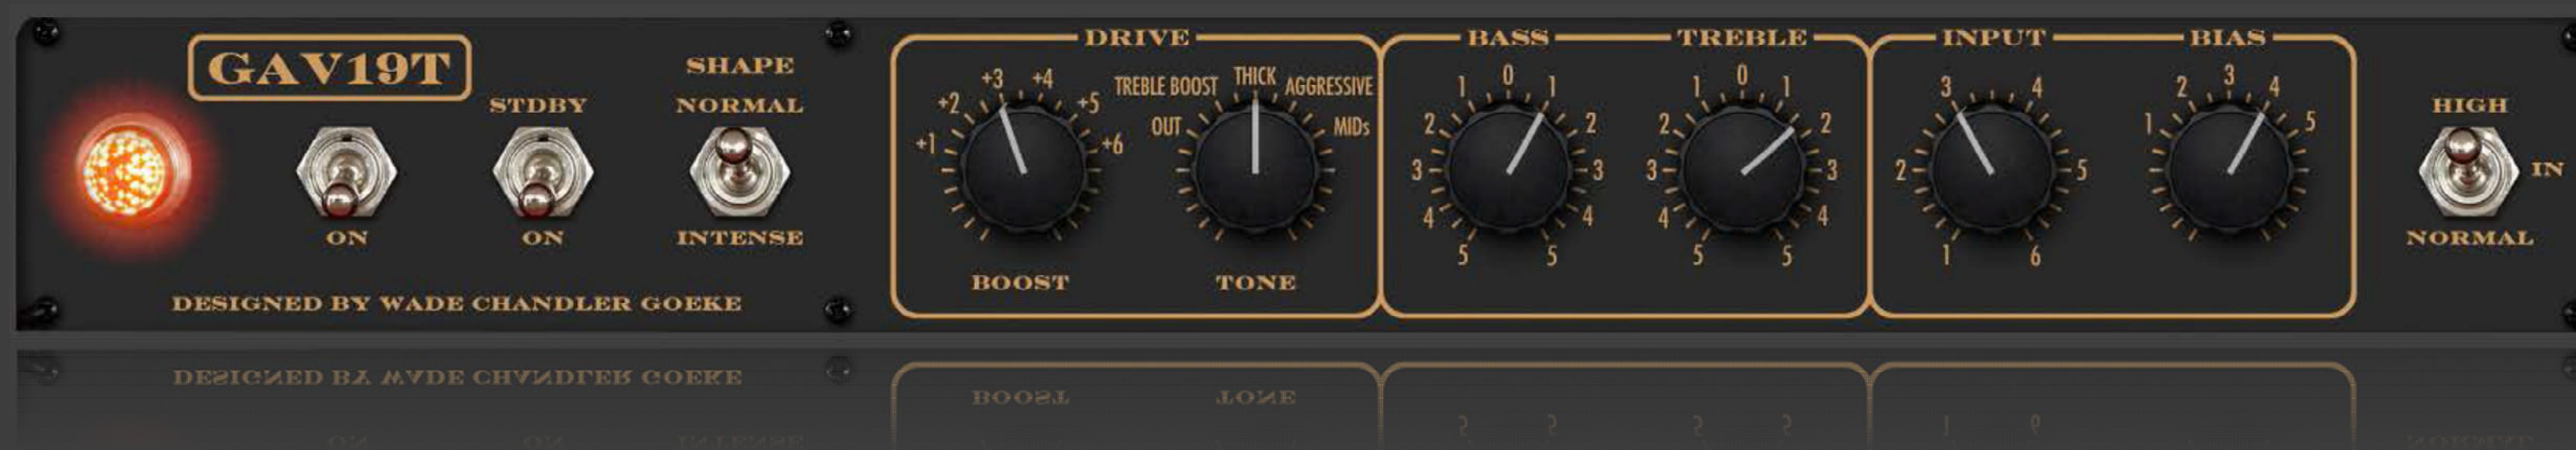 GAV19T
STDBY
SHAPE
NORMAL
ON
ON
INTENSE
DESIGNED BY WADE CHANDLER GOEKE
DRIVE
+1 +2 +3 +4 +5 +6
BOOST
OUT TREBLE BOOST THICK AGGRESSIVE MIDs
TONE
BASS
5 4 3 2 1 0 1 2 3 4 5
TREBLE
5 4 3 2 1 0 1 2 3 4 5
INPUT
1 2 3 4 5 6
BIAS
1 2 3 4 5
HIGH
IN
NORMAL